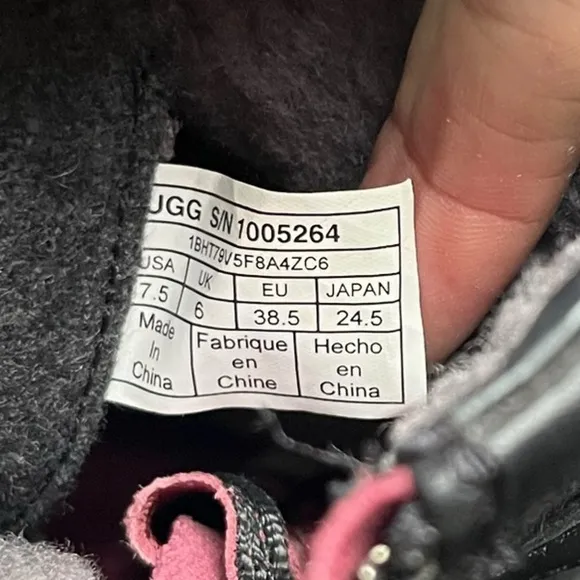 UGG S/N 1005264
1BHT79V5F8A4ZC6
USA UK EU JAPAN
7.5 6 38.5 24.5
Made Fabrique Hecho
In en en
China Chine China